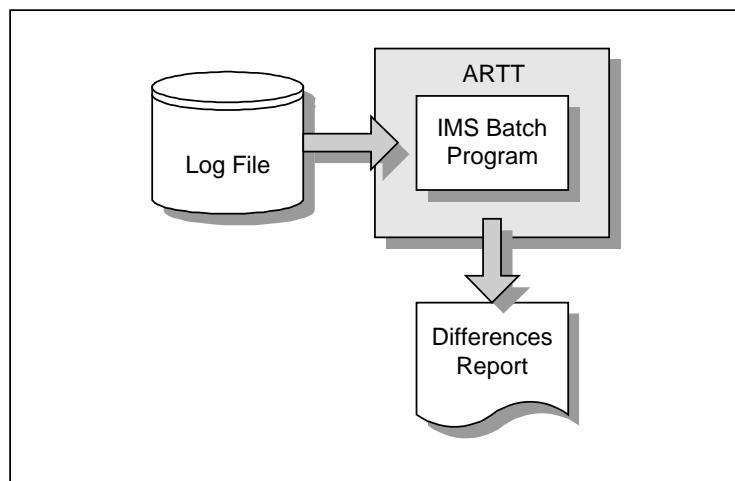 ARTT
Log File
IMS Batch
Program
Differences
Report